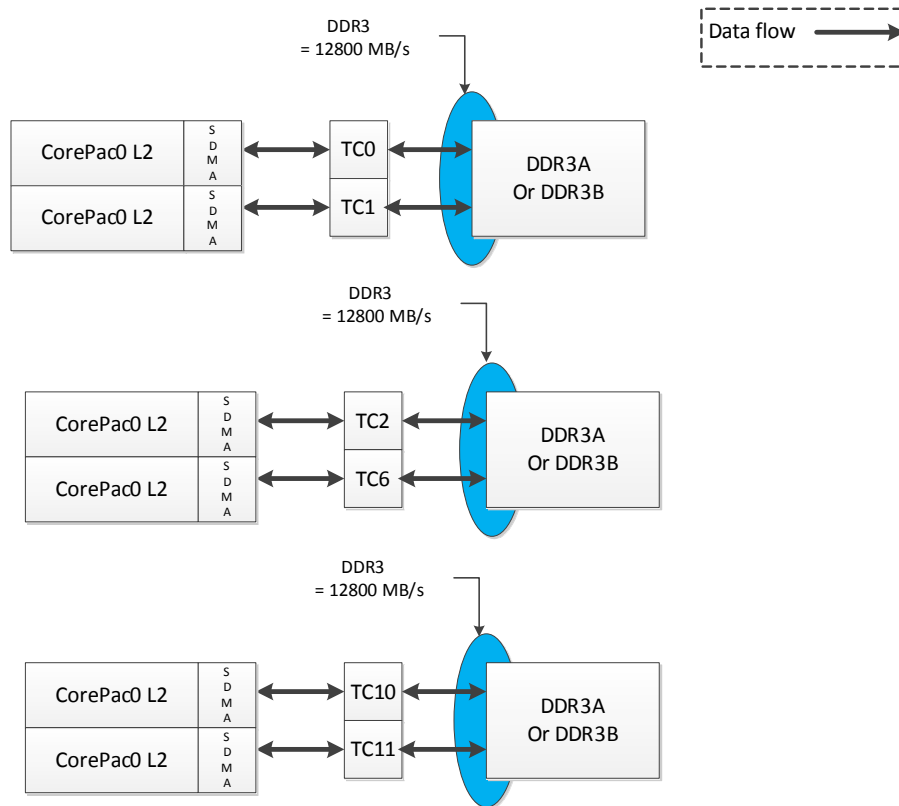 DDR3
= 12800 MB/s
Data flow
CorePac0 L2
S
D
M
A
TC0
DDR3A
Or DDR3B
CorePac0 L2
S
D
M
A
TC1
DDR3
= 12800 MB/s
CorePac0 L2
S
D
M
A
TC2
DDR3A
Or DDR3B
CorePac0 L2
S
D
M
A
TC6
DDR3
= 12800 MB/s
CorePac0 L2
S
D
M
A
TC10
DDR3A
Or DDR3B
CorePac0 L2
S
D
M
A
TC11